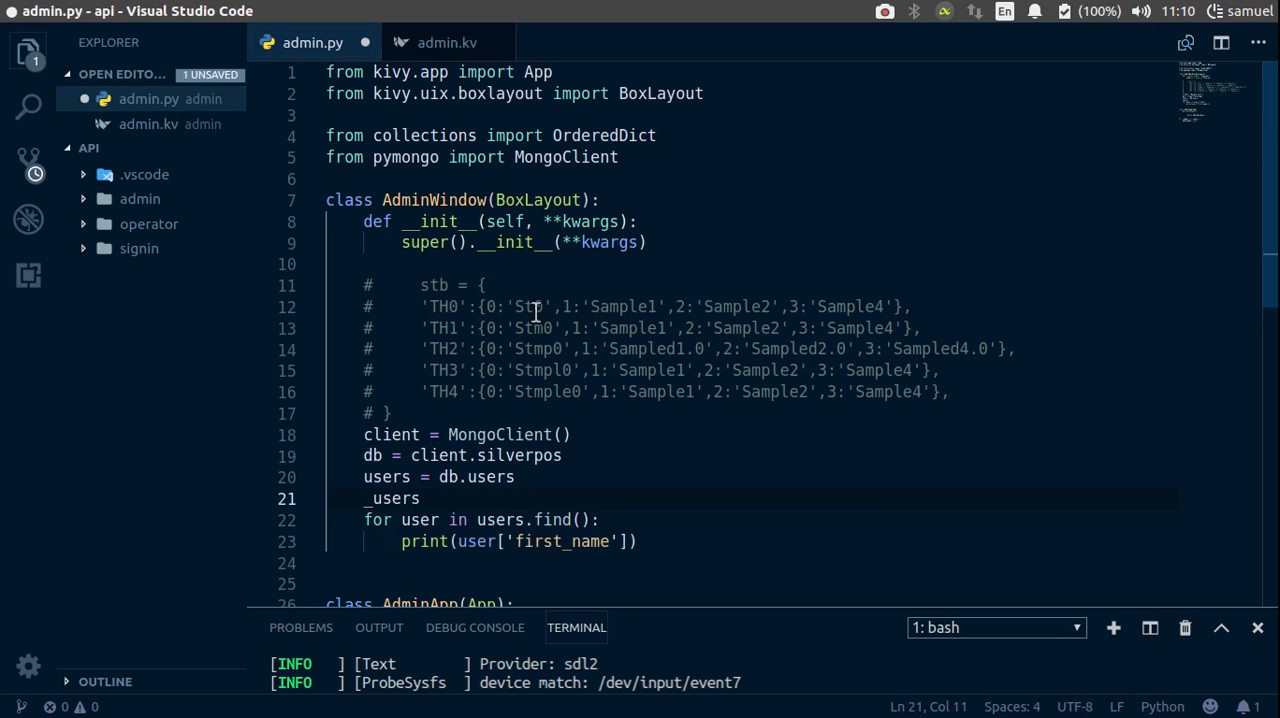 admin.py - api - Visual Studio Code
En
(100%)
11:10
samuel
EXPLORER
admin.py
admin.kv
1
OPEN EDITO...
1 UNSAVED
admin.py admin
admin.kv admin
API
.vscode
admin
operator
signin
1 from kivy.app import App
2 from kivy.uix.boxlayout import BoxLayout
3
4 from collections import OrderedDict
5 from pymongo import MongoClient
6
7 class AdminWindow(BoxLayout):
8 def __init__(self, **kwargs):
9 super().__init__(**kwargs)
10
11 # stb = {
12 # 'TH0':{0:'St0',1:'Sample1',2:'Sample2',3:'Sample4'},
13 # 'TH1':{0:'Stm0',1:'Sample1',2:'Sample2',3:'Sample4'},
14 # 'TH2':{0:'Stmp0',1:'Sampled1.0',2:'Sampled2.0',3:'Sampled4.0'},
15 # 'TH3':{0:'Stmpl0',1:'Sample1',2:'Sample2',3:'Sample4'},
16 # 'TH4':{0:'Stmple0',1:'Sample1',2:'Sample2',3:'Sample4'},
17 # }
18 client = MongoClient()
19 db = client.silverpos
20 users = db.users
21 _users
22 for user in users.find():
23 print(user['first_name'])
24
25
26 class AdminApp(App):
PROBLEMS
OUTPUT
DEBUG CONSOLE
TERMINAL
1: bash
[INFO ] [Text ] Provider: sdl2
[INFO ] [ProbeSysfs ] device match: /dev/input/event7
OUTLINE
0
0
Ln 21, Col 11
Spaces: 4
UTF-8
LF
Python
1